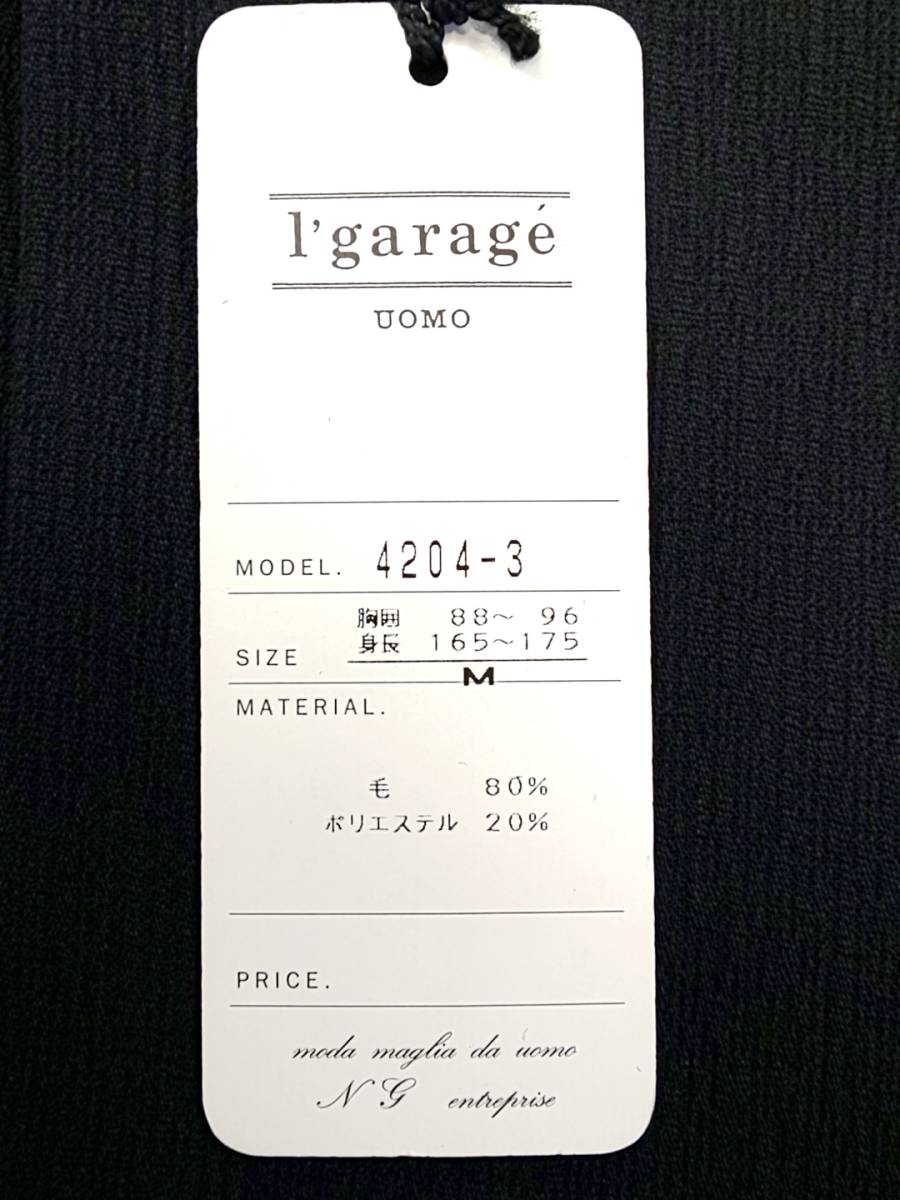 l'garagé
UOMO
MODEL. 4204-3
胸囲 88～ 96
身長 165～175
SIZE
M
MATERIAL.
毛 80%
ポリエステル 20%
PRICE.
moda maglia da uomo
NG entreprise